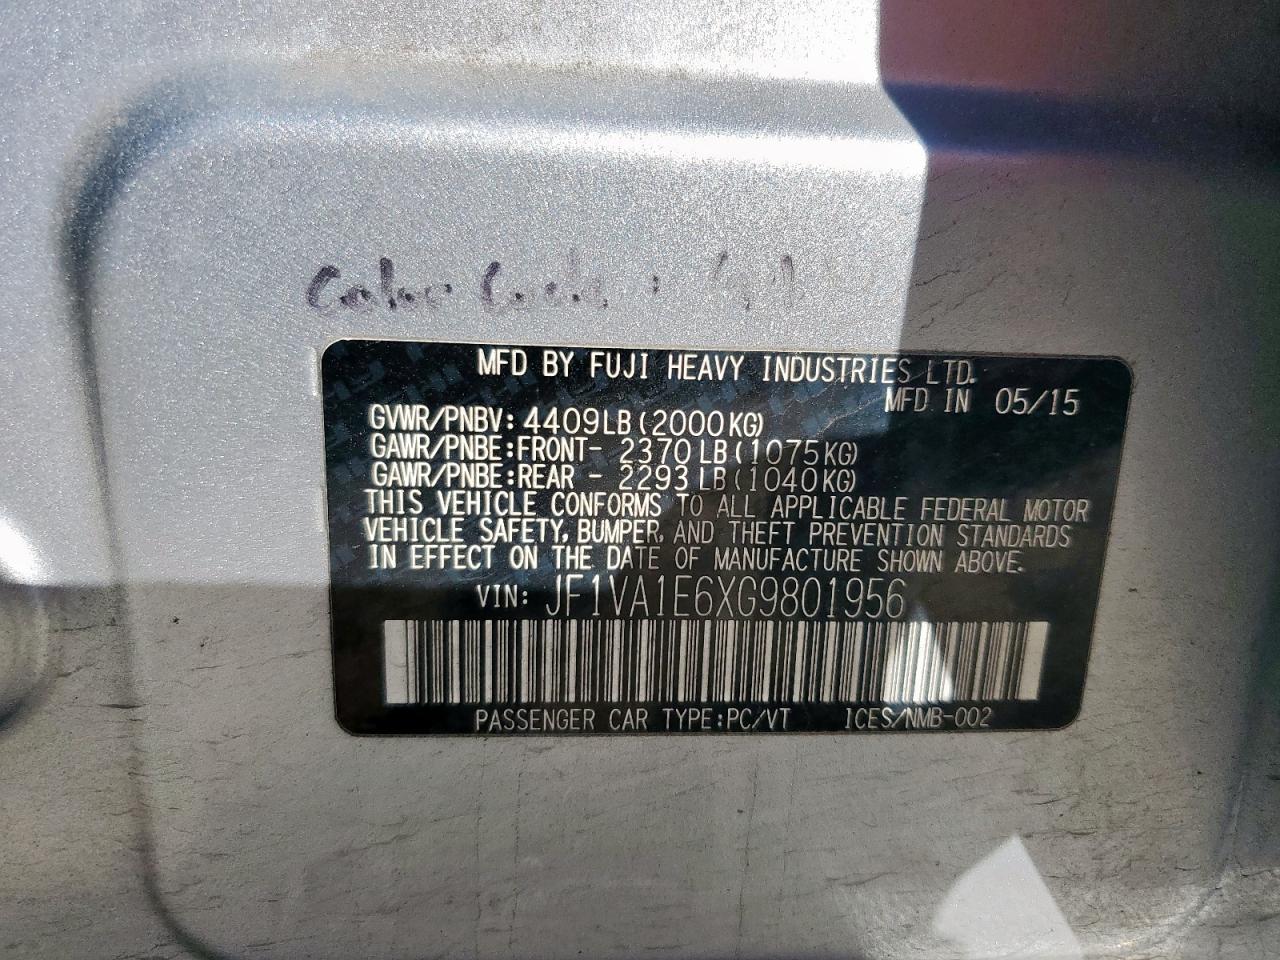 Color Code :
MFD BY FUJI HEAVY INDUSTRIES LTD.
MFD IN 05/15
GVWR/PNBV: 4409LB(2000KG)
GAWR/PNBE:FRONT- 2370LB(1075KG)
GAWR/PNBE:REAR - 2293LB(1040KG)
THIS VEHICLE CONFORMS TO ALL APPLICABLE FEDERAL MOTOR
VEHICLE SAFETY, BUMPER, AND THEFT PREVENTION STANDARDS
IN EFFECT ON THE DATE OF MANUFACTURE SHOWN ABOVE.
VIN: JF1VA1E6XG9801956
PASSENGER CAR TYPE:PC/VT ICES/NMB-002